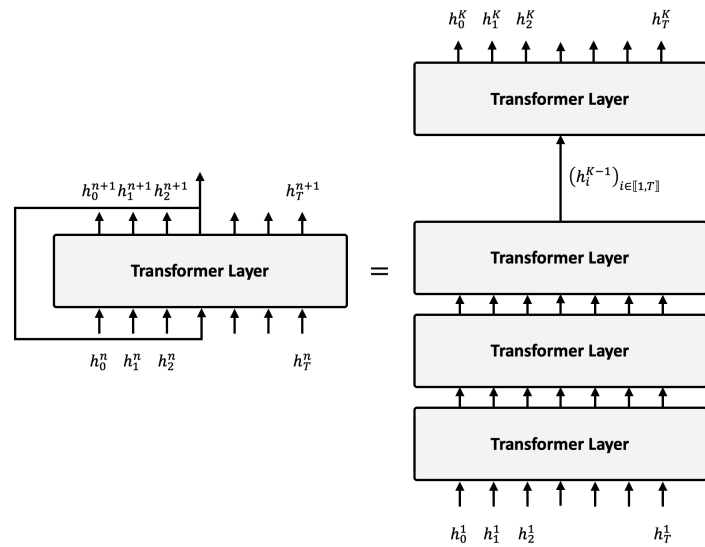 h_0^K h_1^K h_2^K h_T^K
Transformer Layer
(h_i^{K-1})_{i∈⟦1,T⟧}
h_0^{n+1} h_1^{n+1} h_2^{n+1} h_T^{n+1}
Transformer Layer
=
Transformer Layer
h_0^n h_1^n h_2^n h_T^n
Transformer Layer
Transformer Layer
h_0^1 h_1^1 h_2^1 h_T^1